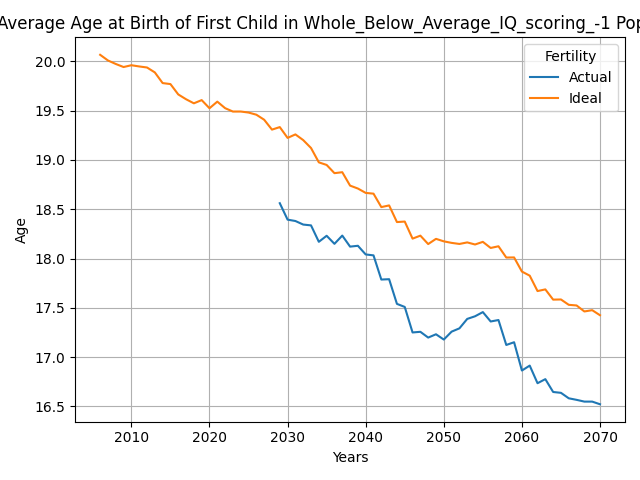 Average Age at Birth of First Child in Whole_Below_Average_IQ_scoring_-1 Pop
Fertility
Actual
Ideal
20.0
19.5
19.0
18.5
18.0
17.5
17.0
16.5
Age
2010 2020 2030 2040 2050 2060 2070
Years